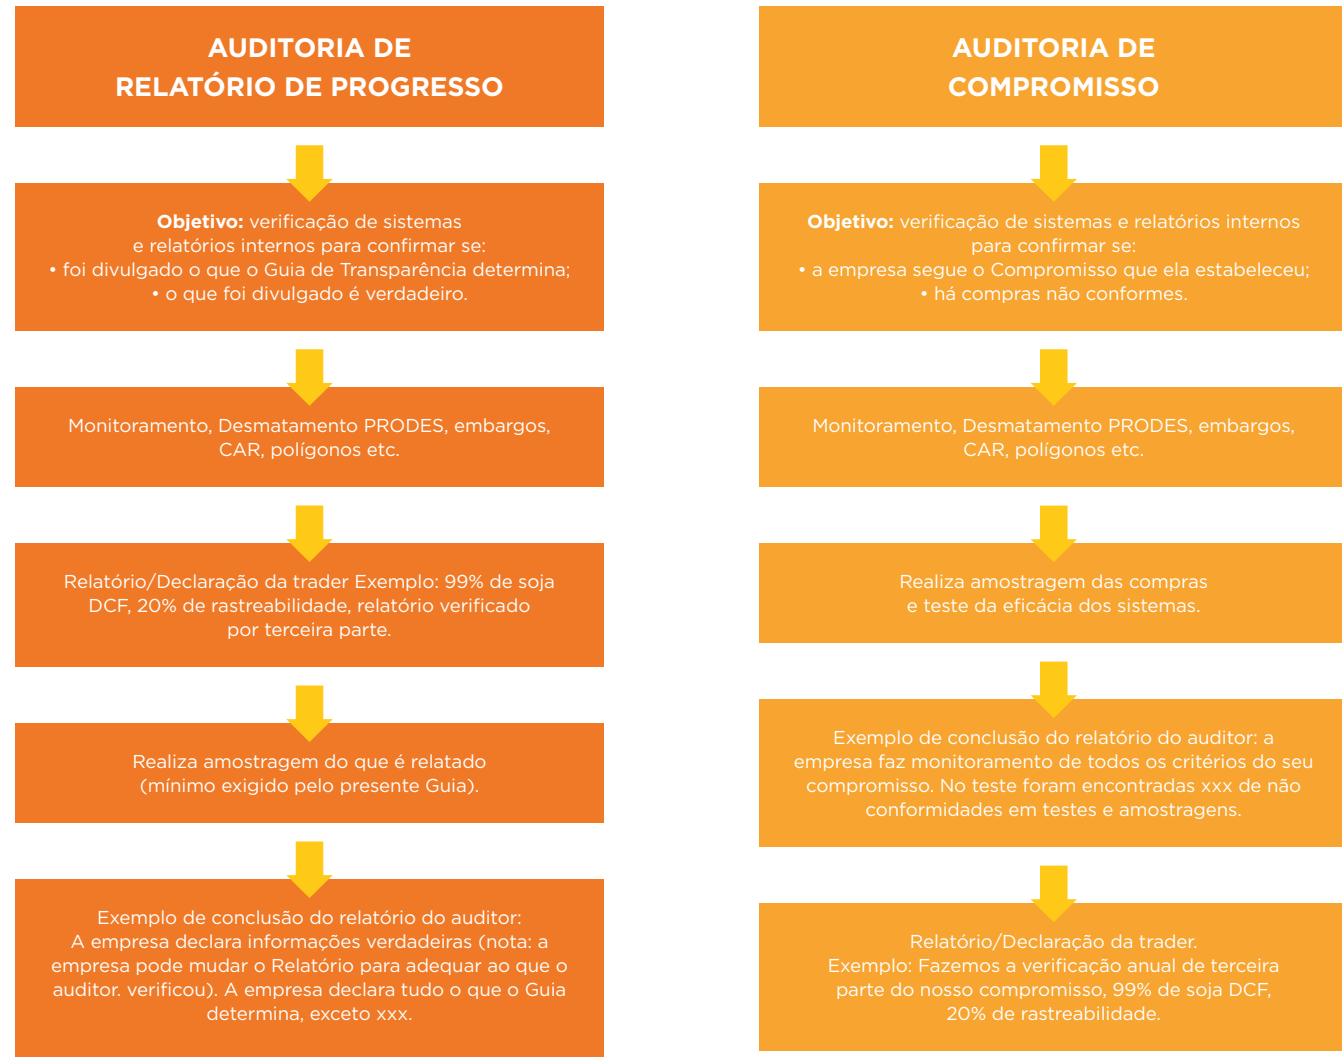 AUDITORIA DE
RELATÓRIO DE PROGRESSO
Objetivo: verificação de sistemas
e relatórios internos para confirmar se:
• foi divulgado o que o Guia de Transparência determina;
• o que foi divulgado é verdadeiro.
Monitoramento, Desmatamento PRODES, embargos,
CAR, polígonos etc.
Relatório/Declaração da trader Exemplo: 99% de soja
DCF, 20% de rastreabilidade, relatório verificado
por terceira parte.
Realiza amostragem do que é relatado
(mínimo exigido pelo presente Guia).
Exemplo de conclusão do relatório do auditor:
A empresa declara informações verdadeiras (nota: a
empresa pode mudar o Relatório para adequar ao que o
auditor. verificou). A empresa declara tudo o que o Guia
determina, exceto xxx.
AUDITORIA DE
COMPROMISSO
Objetivo: verificação de sistemas e relatórios internos
para confirmar se:
• a empresa segue o Compromisso que ela estabeleceu;
• há compras não conformes.
Monitoramento, Desmatamento PRODES, embargos,
CAR, polígonos etc.
Realiza amostragem das compras
e teste da eficácia dos sistemas.
Exemplo de conclusão do relatório do auditor: a
empresa faz monitoramento de todos os critérios do seu
compromisso. No teste foram encontradas xxx de não
conformidades em testes e amostragens.
Relatório/Declaração da trader.
Exemplo: Fazemos a verificação anual de terceira
parte do nosso compromisso, 99% de soja DCF,
20% de rastreabilidade.